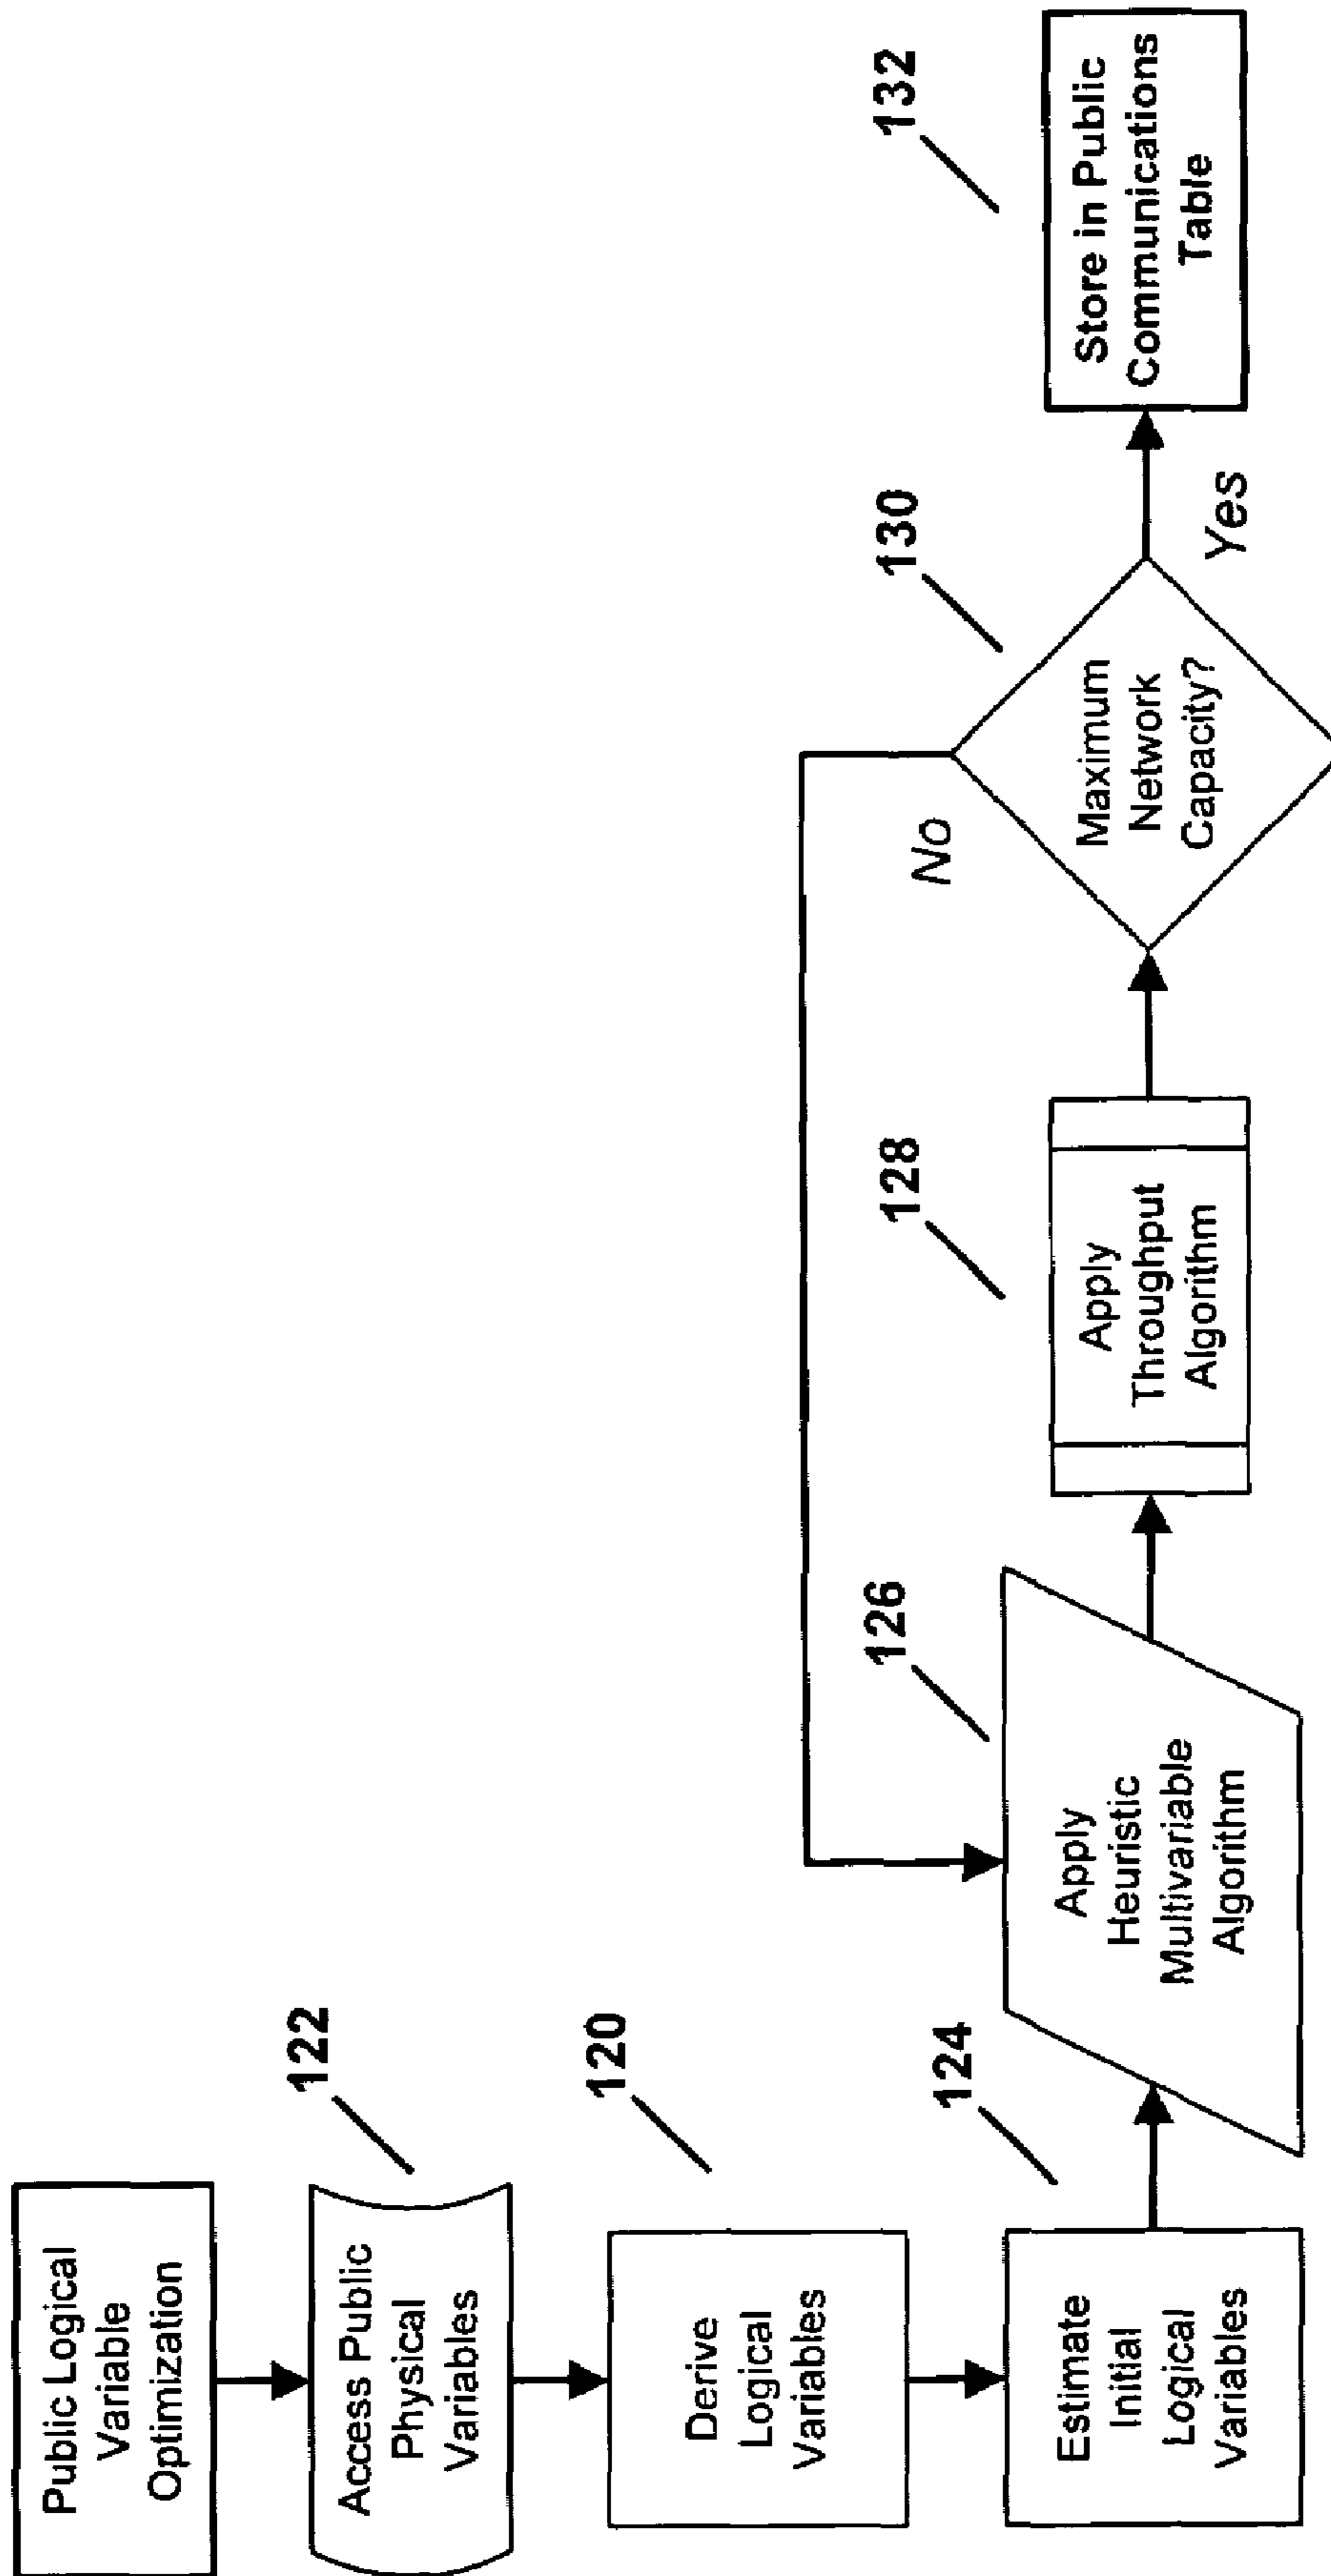 Public Logical
Variable
Optimization
122
Access Public
Physical
Variables
120
Derive
Logical
Variables
124
Estimate
Initial
Logical
Variables
126
Apply
Heuristic
Multivariable
Algorithm
128
Apply
Throughput
Algorithm
130
Maximum
Network
Capacity?
No
Yes
132
Store in Public
Communications
Table